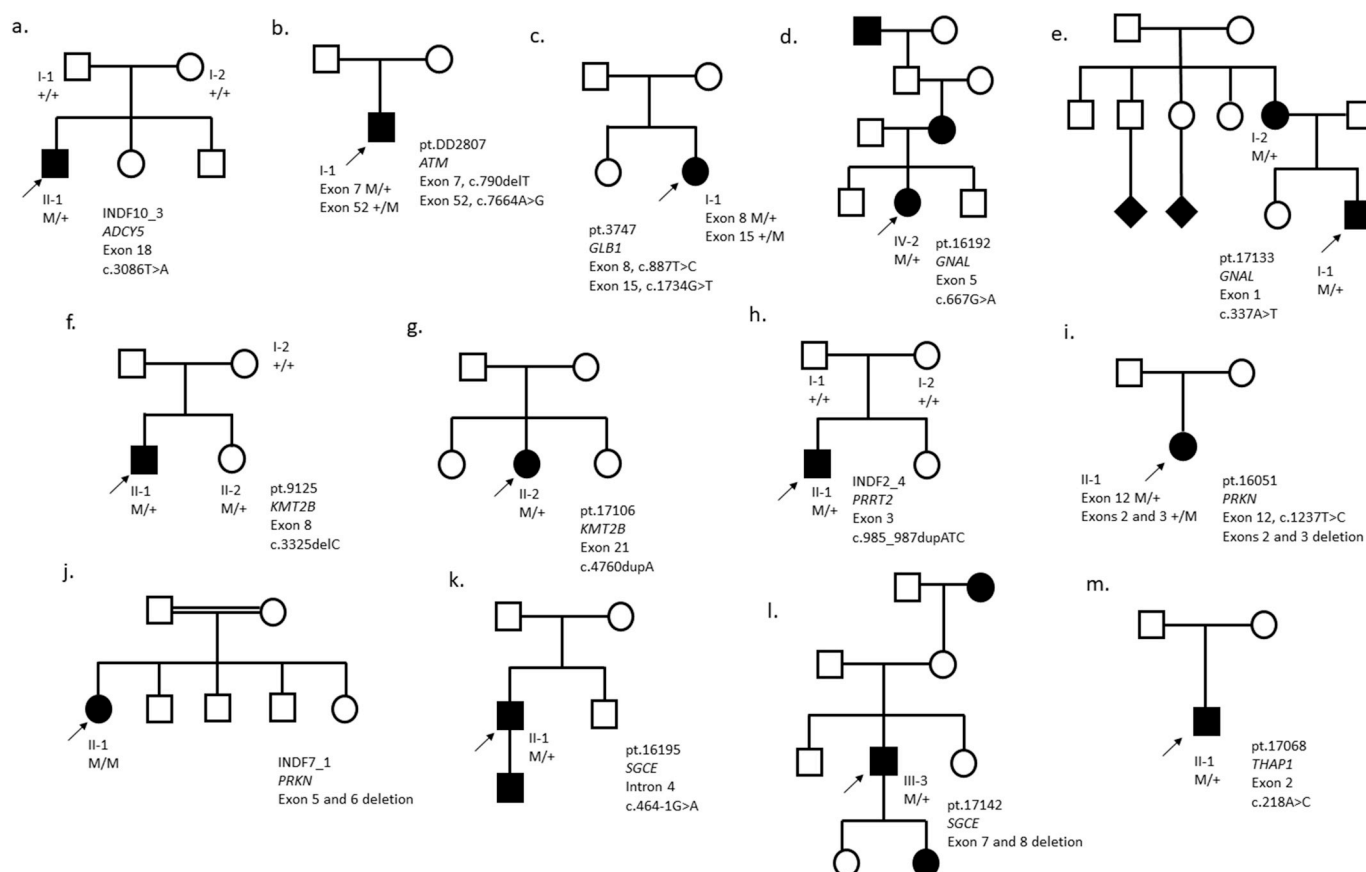 a.
I-1
+/+
I-2
+/+
II-1
M/+
INDF10_3
ADCY5
Exon 18
c.3086T>A
b.
I-1
Exon 7 M/+
Exon 52 +/M
pt.DD2807
ATM
Exon 7, c.790delT
Exon 52, c.7664A>G
c.
I-1
Exon 8 M/+
Exon 15 +/M
pt.3747
GLB1
Exon 8, c.887T>C
Exon 15, c.1734G>T
d.
IV-2
M/+
pt.16192
GNAL
Exon 5
c.667G>A
e.
I-2
M/+
pt.17133
GNAL
Exon 1
c.337A>T
I-1
M/+
f.
I-2
+/+
II-1
M/+
II-2
M/+
pt.9125
KMT2B
Exon 8
c.3325delC
g.
II-2
M/+
pt.17106
KMT2B
Exon 21
c.4760dupA
h.
I-1
+/+
I-2
+/+
II-1
M/+
INDF2_4
PRRT2
Exon 3
c.985_987dupATC
i.
II-1
Exon 12 M/+
Exons 2 and 3 +/M
pt.16051
PRKN
Exon 12, c.1237T>C
Exons 2 and 3 deletion
j.
II-1
M/M
INDF7_1
PRKN
Exon 5 and 6 deletion
k.
II-1
M/+
pt.16195
SGCE
Intron 4
c.464-1G>A
l.
III-3
M/+
pt.17142
SGCE
Exon 7 and 8 deletion
m.
II-1
M/+
pt.17068
THAP1
Exon 2
c.218A>C